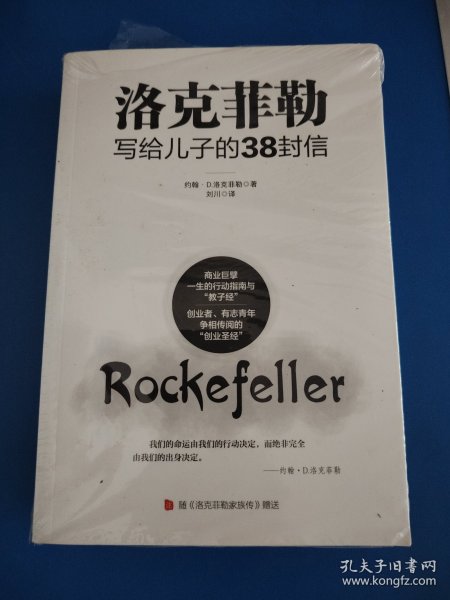 洛克菲勒
写给儿子的38封信
约翰·D.洛克菲勒◎著
刘川◎译
商业巨擘
一生的行动指南与
“教子经”
创业者、有志青年
争相传阅的
“创业圣经”
Rockefeller
我们的命运由我们的行动决定，而绝非完全
由我们的出身决定。
——约翰·D.洛克菲勒
随《洛克菲勒家族传》赠送
孔夫子旧书网
www.kongfz.com